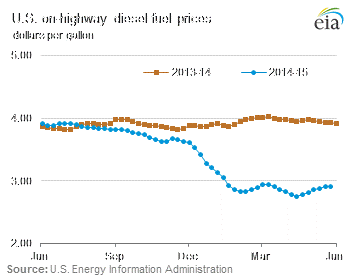 U.S. on-highway diesel fuel prices
dollars per gallon
eia
5.00
2013-14
2014-15
4.00
3.00
2.00
Jun
Sep
Dec
Mar
Jun
Source: U.S. Energy Information Administration